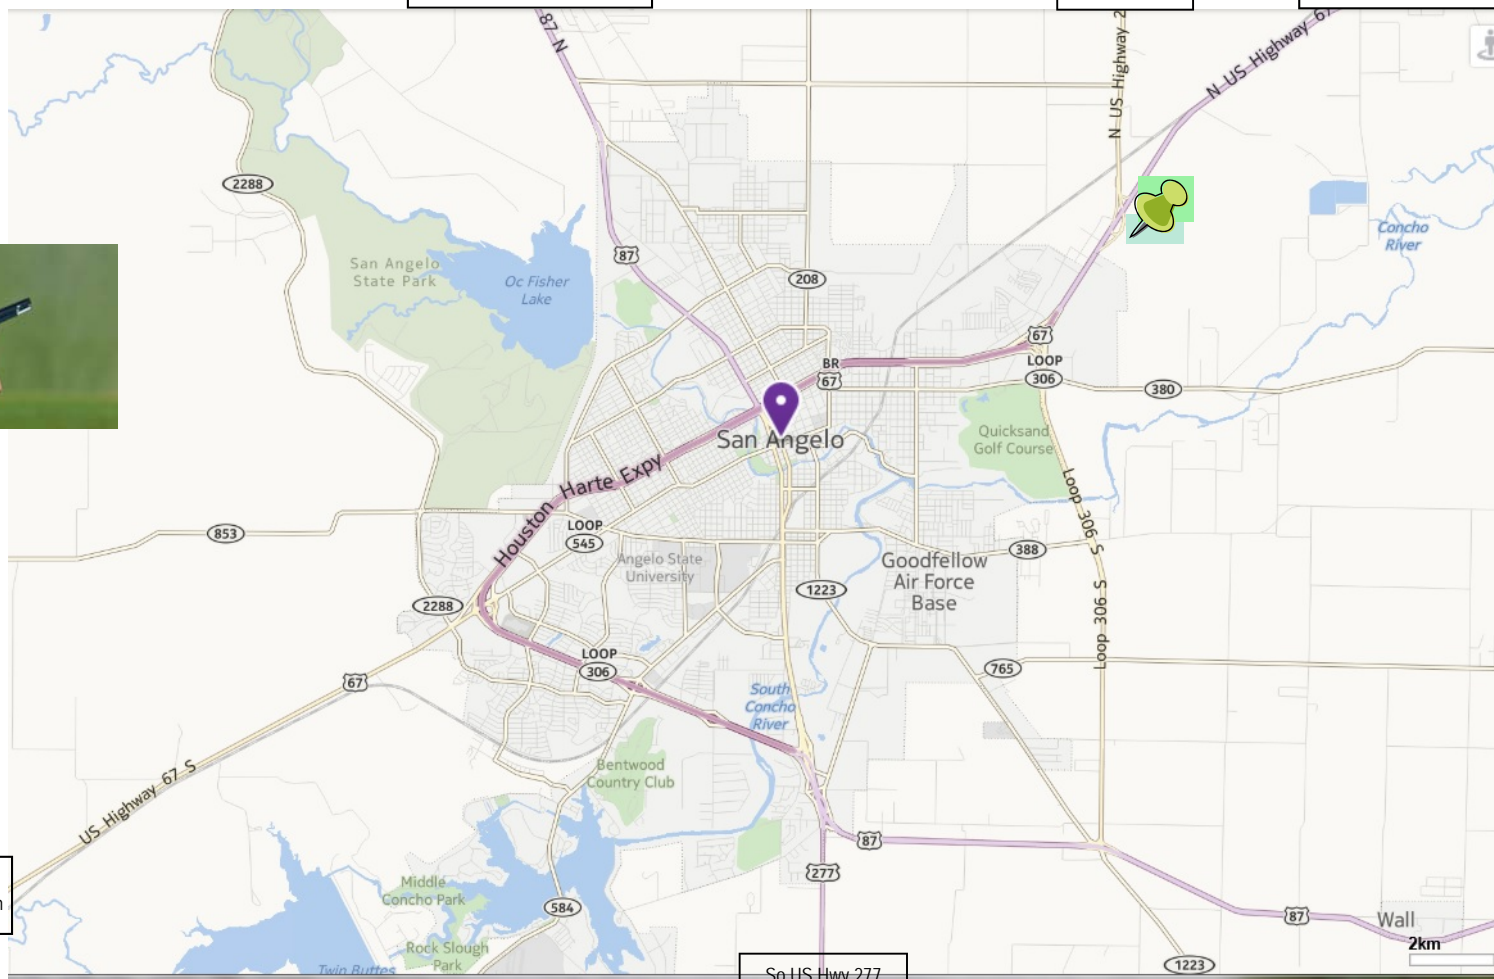 87 N
N US Highway 2
N US Highway 67
2288
San Angelo
State Park
Oc Fisher
Lake
87
208
Concho
River
67
LOOP
306
BR
67
380
San Angelo
Quicksand
Golf Course
Houston Harte Expy
Loop 306 S
853
LOOP
545
Angelo State
University
Goodfellow
Air Force
Base
388
1223
2288
Loop 306 S
LOOP
306
765
67
South
Concho
River
Bentwood
Country Club
US Highway 67 S
87
277
Middle
Concho Park
584
87
Wall
Rock Slough
Park
2km
Twin Buttes
So US Hwy 277
1223